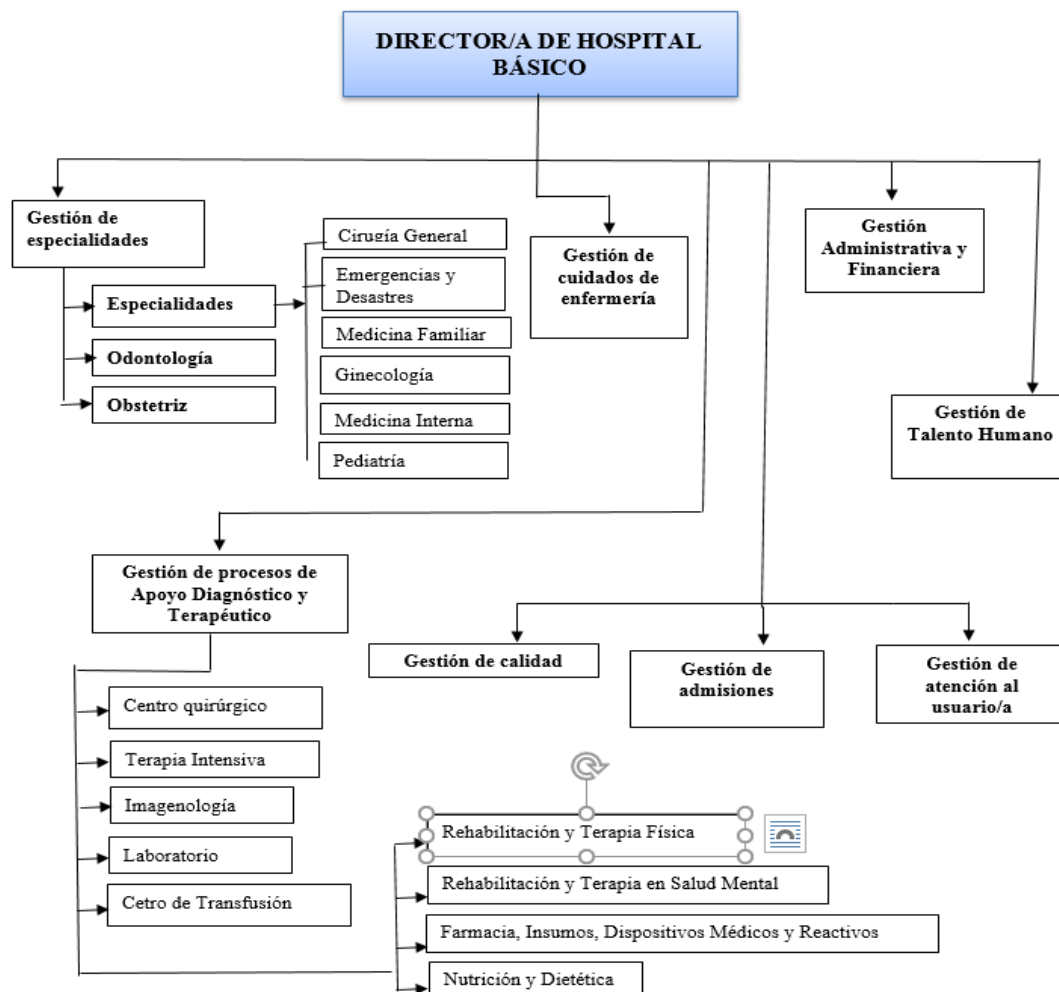 DIRECTOR/A DE HOSPITAL
BÁSICO
Gestión de
especialidades
Especialidades
Odontología
Obstetriz
Cirugía General
Emergencias y
Desastres
Medicina Familiar
Ginecología
Medicina Interna
Pediatría
Gestión de
cuidados de
enfermería
Gestión
Administrativa y
Financiera
Gestión de
Talento Humano
Gestión de procesos de
Apoyo Diagnóstico y
Terapéutico
Gestión de calidad
Gestión de
admisiones
Gestión de
atención al
usuario/a
Centro quirúrgico
Terapia Intensiva
Imagenología
Laboratorio
Cetro de Transfusión
Rehabilitación y Terapia Física
Rehabilitación y Terapia en Salud Mental
Farmacia, Insumos, Dispositivos Médicos y Reactivos
Nutrición y Dietética